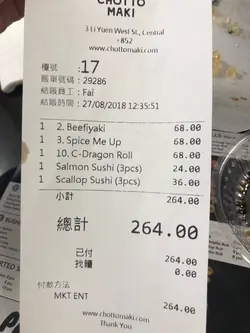 CHOTTO
MAKI
31i Yuen West St., Central
+852
www.chottomaki.com
檯號:17
賬單號碼: 29286
結賬員工: Fai
結賬時間: 27/08/2018 12:35:51
1 2. Beefiyaki 68.00
1 3. Spice Me Up 68.00
1 10. C-Dragon Roll 68.00
1 Salmon Sushi (3pcs) 24.00
1 Scallop Sushi (3pcs) 36.00
小計 264.00
總計 264.00
已付 264.00
找贖 0.00
付款方法
MKT ENT 264.00
www.chottomaki.com
Thank You